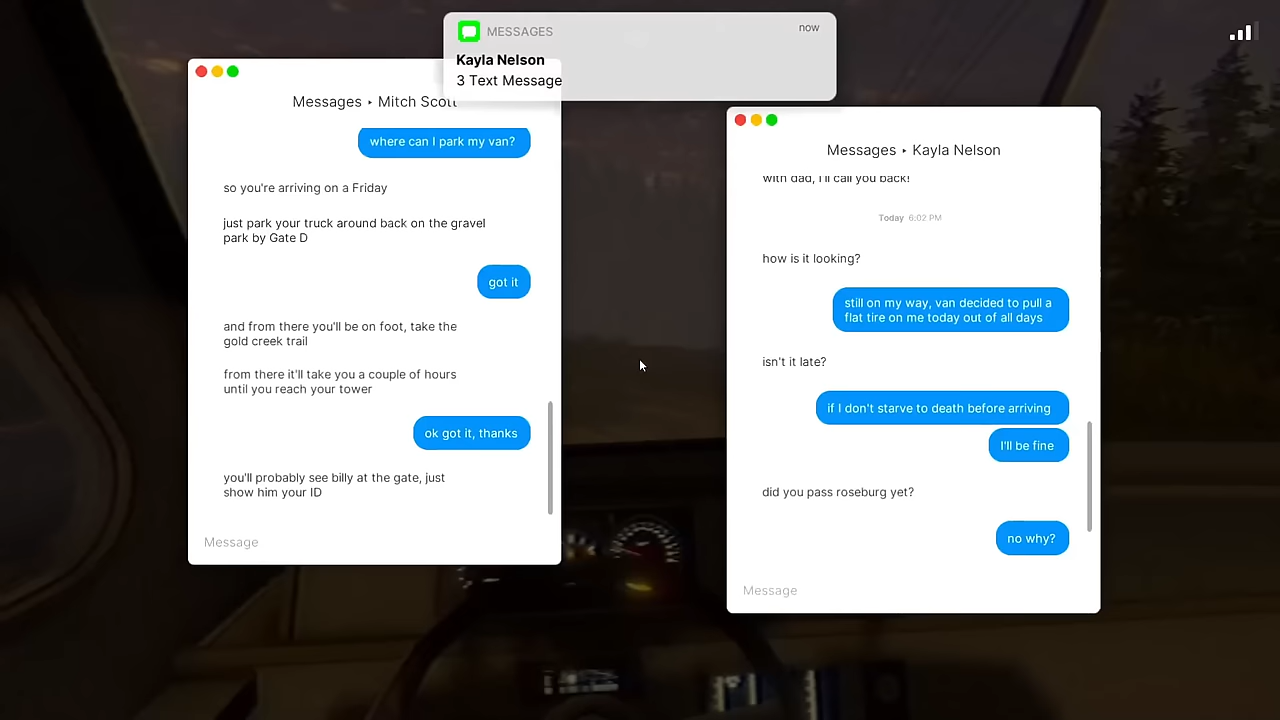 MESSAGES
now
Kayla Nelson
3 Text Message
Messages ‣ Mitch Scott
where can I park my van?
so you're arriving on a Friday
just park your truck around back on the gravel
park by Gate D
got it
and from there you'll be on foot, take the
gold creek trail
from there it'll take you a couple of hours
until you reach your tower
ok got it, thanks
you'll probably see billy at the gate, just
show him your ID
Message
Messages ‣ Kayla Nelson
with dad, I'll call you back!
Today 6:02 PM
how is it looking?
still on my way, van decided to pull a
flat tire on me today out of all days
isn't it late?
if I don't starve to death before arriving
I'll be fine
did you pass roseburg yet?
no why?
Message